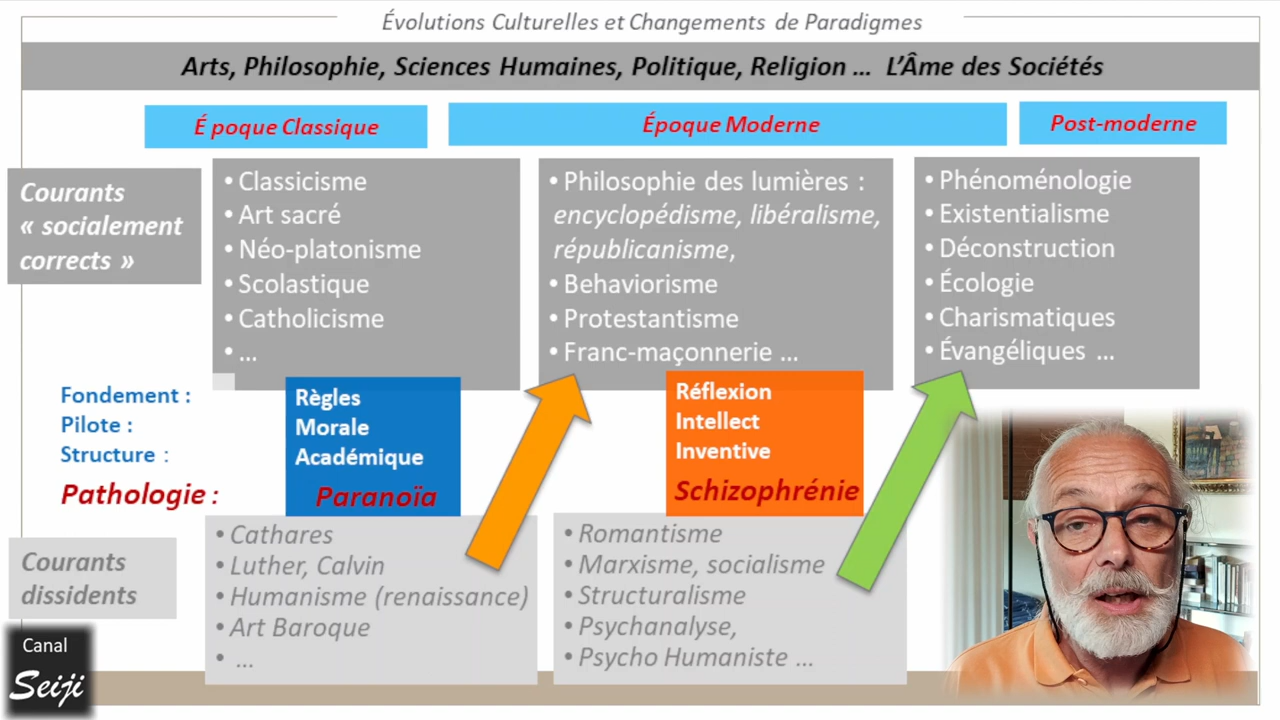 Évolutions Culturelles et Changements de Paradigmes
Arts, Philosophie, Sciences Humaines, Politique, Religion ... L'Âme des Sociétés
É poque Classique
Époque Moderne
Post-moderne
Courants
« socialement
corrects »
• Classicisme
• Art sacré
• Néo-platonisme
• Scolastique
• Catholicisme
• ...
• Philosophie des lumières :
encyclopédisme, libéralisme,
républicanisme,
• Behaviorisme
• Protestantisme
• Franc-maçonnerie ...
• Phénoménologie
• Existentialisme
• Déconstruction
• Écologie
• Charismatiques
• Évangéliques ...
Fondement :
Pilote :
Structure :
Pathologie :
Règles
Morale
Académique
Paranoïa
Réflexion
Intellect
Inventive
Schizophrénie
Courants
dissidents
• Cathares
• Luther, Calvin
• Humanisme (renaissance)
• Art Baroque
• ...
• Romantisme
• Marxisme, socialisme
• Structuralisme
• Psychanalyse,
• Psycho Humaniste ...
Canal
Seiji